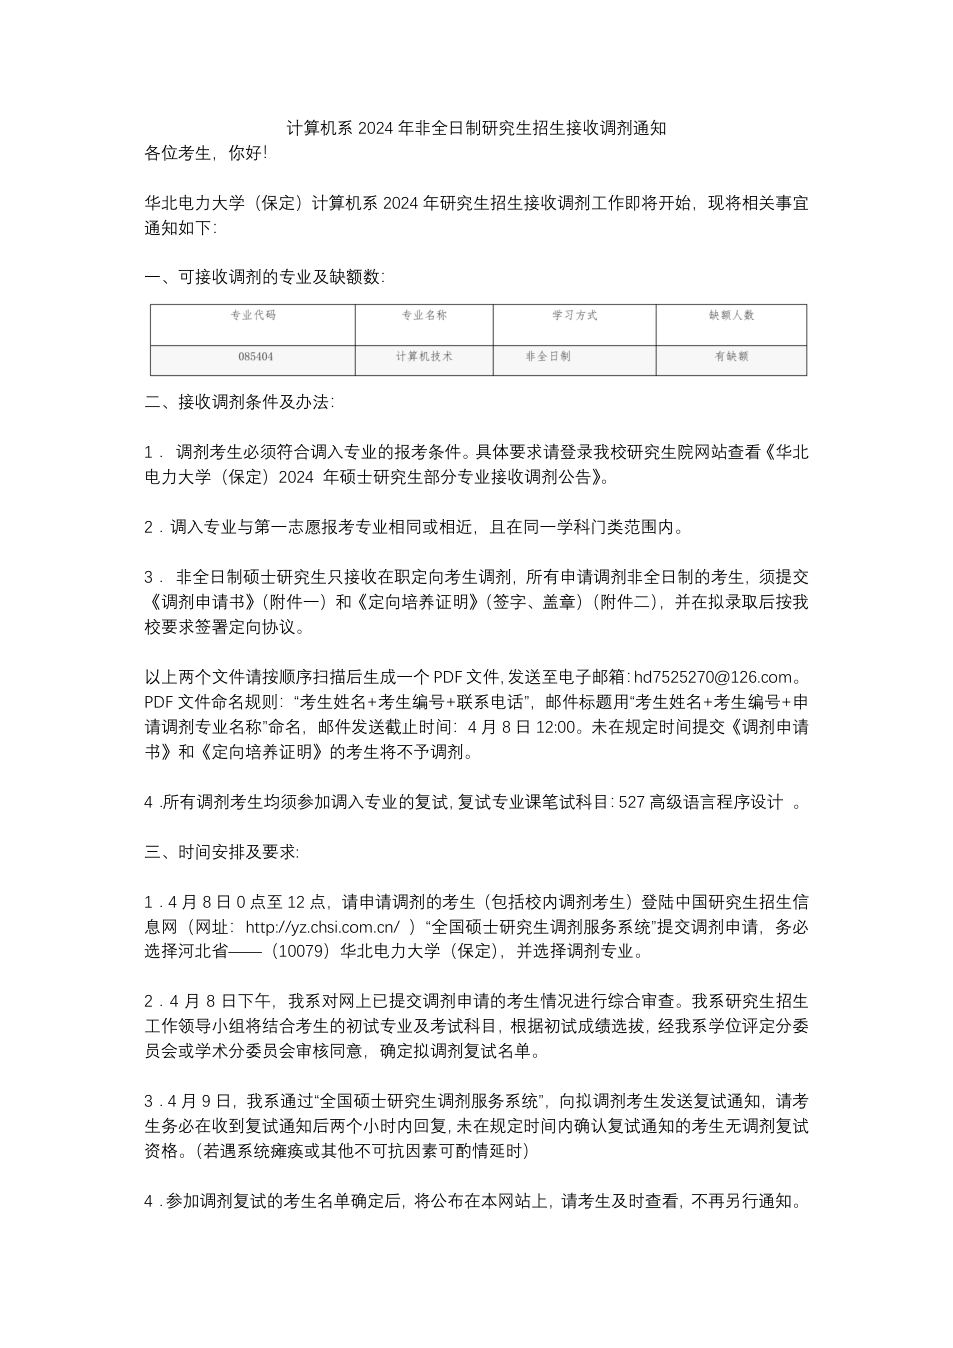 计算机系 2024 年非全日制研究生招生接收调剂通知
各位考生，你好！
华北电力大学（保定）计算机系 2024 年研究生招生接收调剂工作即将开始，现将相关事宜
通知如下：
一、可接收调剂的专业及缺额数：
专业代码 专业名称 学习方式 缺额人数
085404 计算机技术 非全日制 有缺额
二、接收调剂条件及办法：
1． 调剂考生必须符合调入专业的报考条件。具体要求请登录我校研究生院网站查看《华北
电力大学（保定）2024 年硕士研究生部分专业接收调剂公告》。
2．调入专业与第一志愿报考专业相同或相近，且在同一学科门类范围内。
3． 非全日制硕士研究生只接收在职定向考生调剂，所有申请调剂非全日制的考生，须提交
《调剂申请书》（附件一）和《定向培养证明》（签字、盖章）（附件二），并在拟录取后按我
校要求签署定向协议。
以上两个文件请按顺序扫描后生成一个 PDF 文件，发送至电子邮箱：hd7525270@126.com。
PDF 文件命名规则：“考生姓名+考生编号+联系电话”，邮件标题用“考生姓名+考生编号+申
请调剂专业名称”命名，邮件发送截止时间：4 月 8 日 12:00。未在规定时间提交《调剂申请
书》和《定向培养证明》的考生将不予调剂。
4 .所有调剂考生均须参加调入专业的复试，复试专业课笔试科目：527 高级语言程序设计 。
三、时间安排及要求:
1．4 月 8 日 0 点至 12 点，请申请调剂的考生（包括校内调剂考生）登陆中国研究生招生信
息网（网址：http://yz.chsi.com.cn/ ）“全国硕士研究生调剂服务系统”提交调剂申请，务必
选择河北省——（10079）华北电力大学（保定），并选择调剂专业。
2．4 月 8 日下午，我系对网上已提交调剂申请的考生情况进行综合审查。我系研究生招生
工作领导小组将结合考生的初试专业及考试科目，根据初试成绩选拔，经我系学位评定分委
员会或学术分委员会审核同意，确定拟调剂复试名单。
3．4 月 9 日，我系通过“全国硕士研究生调剂服务系统”，向拟调剂考生发送复试通知，请考
生务必在收到复试通知后两个小时内回复，未在规定时间内确认复试通知的考生无调剂复试
资格。（若遇系统瘫痪或其他不可抗因素可酌情延时）
4．参加调剂复试的考生名单确定后，将公布在本网站上，请考生及时查看，不再另行通知。